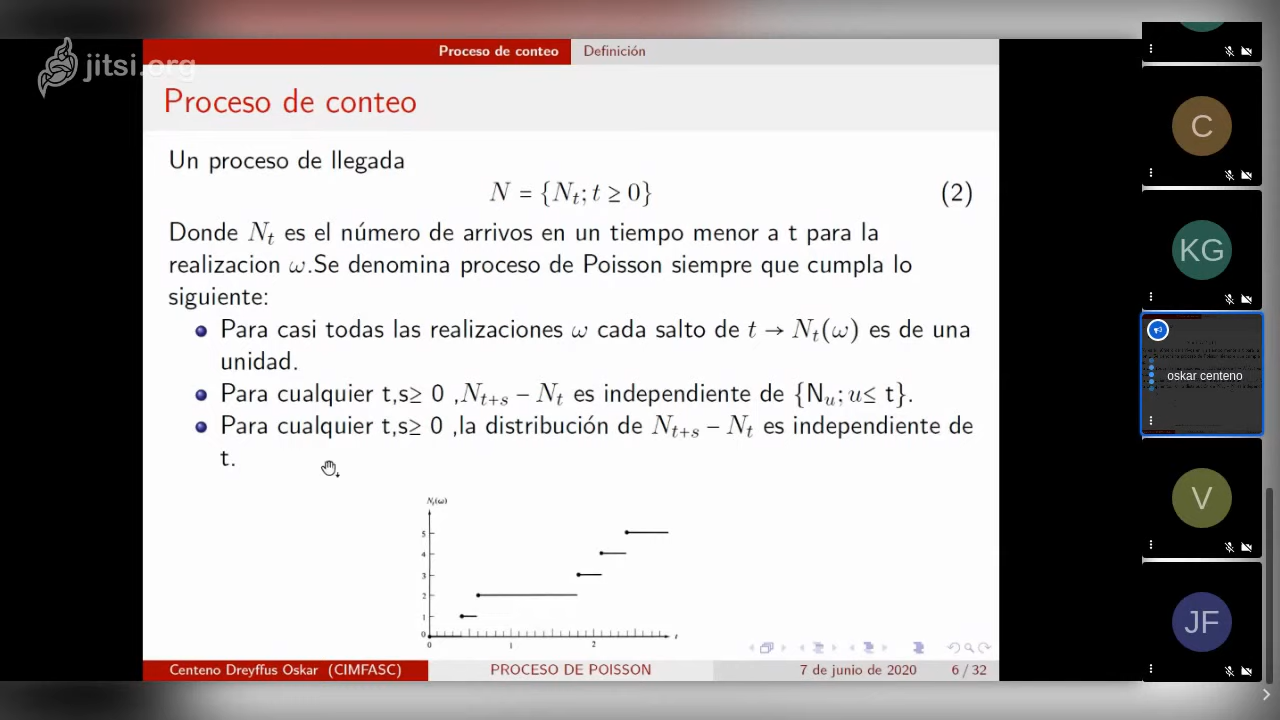 jitsi.org
Proceso de conteo
Definición
Proceso de conteo
Un proceso de llegada
N = {N_t; t ≥ 0}
(2)
Donde N_t es el número de arrivos en un tiempo menor a t para la
realizacion ω.Se denomina proceso de Poisson siempre que cumpla lo
siguiente:
Para casi todas las realizaciones ω cada salto de t → N_t(ω) es de una
unidad.
Para cualquier t,s≥ 0 ,N_{t+s} − N_t es independiente de {N_u; u≤ t}.
Para cualquier t,s≥ 0 ,la distribución de N_{t+s} − N_t es independiente de
t.
N_t(ω)
5
4
3
2
1
0
0 1 2 t
Centeno Dreyffus Oskar (CIMFASC)
PROCESO DE POISSON
7 de junio de 2020
6 / 32
C
KG
oskar centeno
V
JF